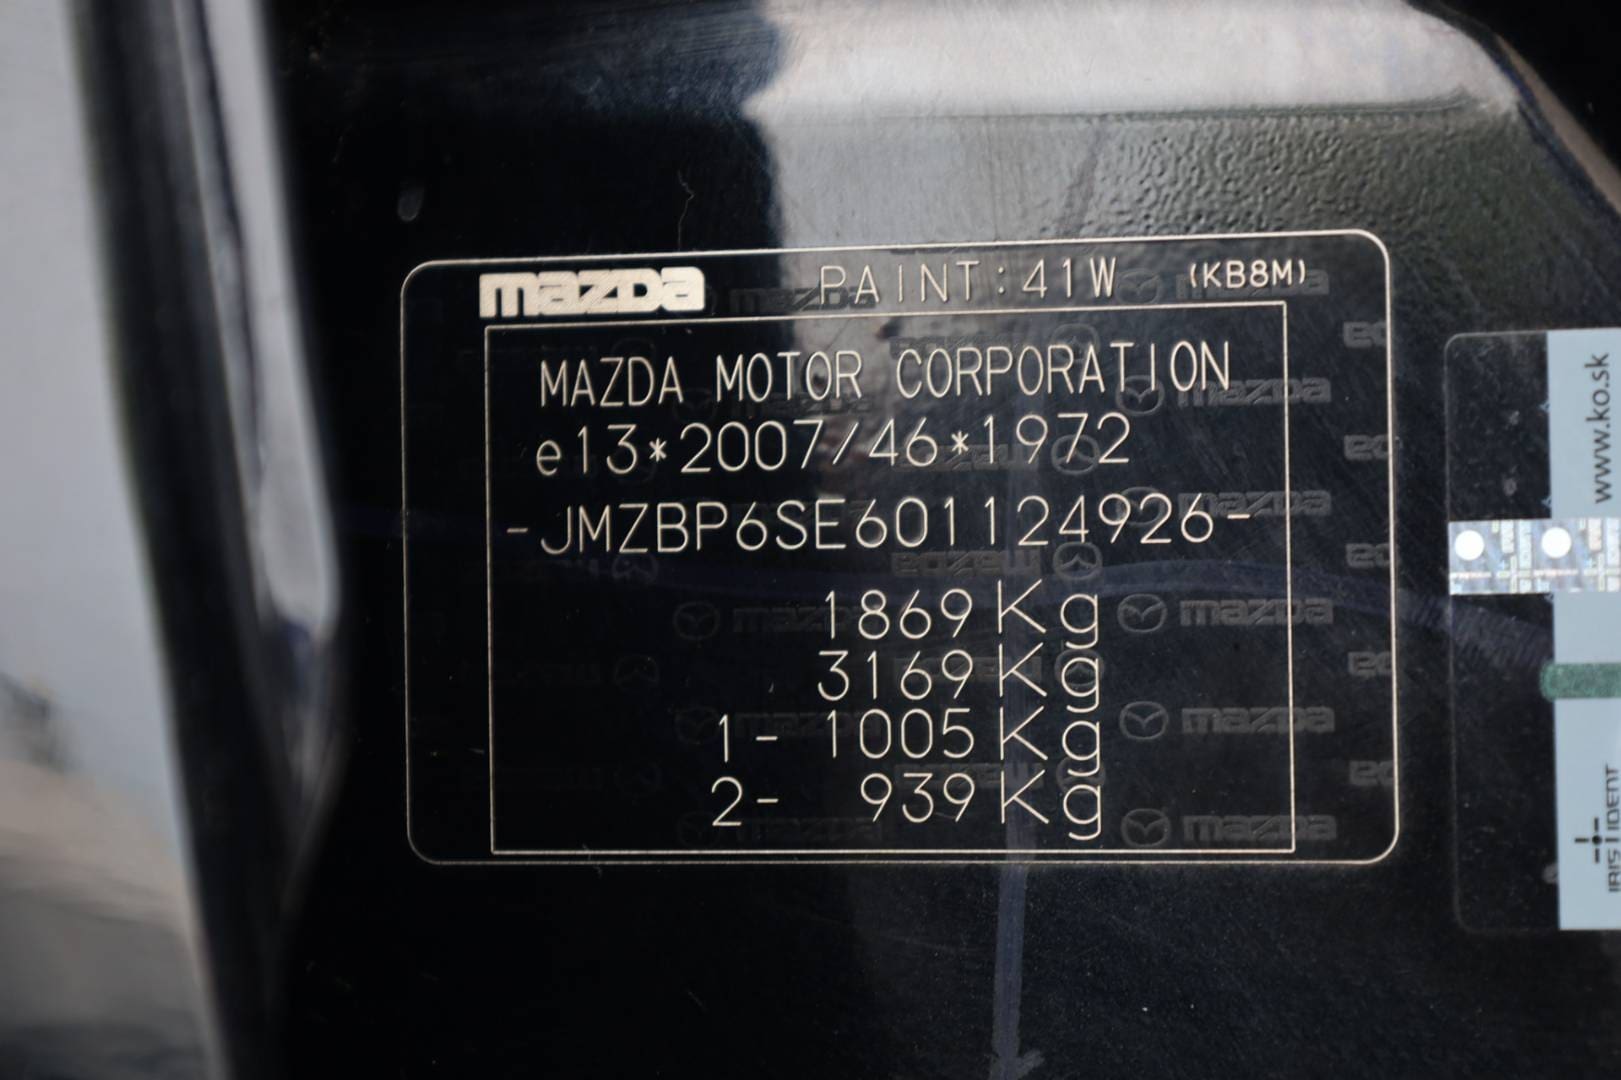 mazda PAINT:41W (KB8M)
MAZDA MOTOR CORPORATION
e13*2007/46*1972
-JMZBP6SE601124926-
1869Kg
3169Kg
1- 1005Kg
2- 939Kg
www.ko.sk
IRIS IDENT